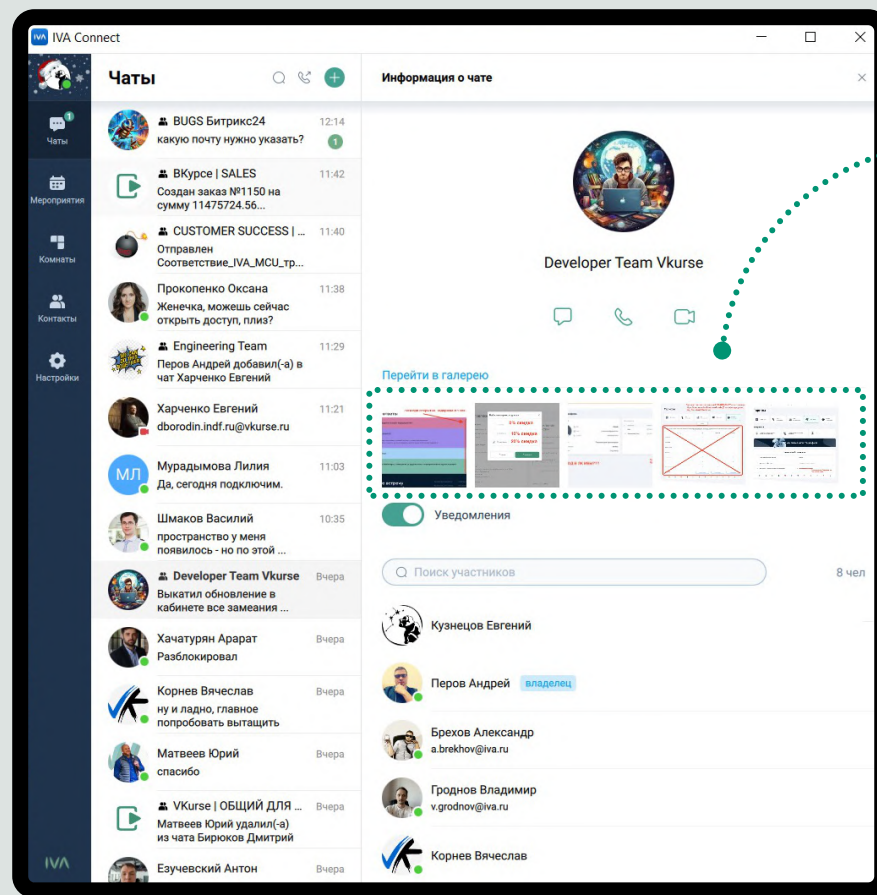 IVA Connect
Чаты
Информация о чате
1
Чаты
Мероприятия
Комнаты
Контакты
Настройки
IVA
BUGS Битрикс24 12:14
какую почту нужно указать? 1
ВКурсе | SALES 11:42
Создан заказ №1150 на
сумму 11475724.56...
CUSTOMER SUCCESS | ... 11:40
Отправлен
Соответствие_IVA_MCU_тр...
Прокопенко Оксана 11:38
Женечка, можешь сейчас
открыть доступ, плиз?
Engineering Team 11:29
Перов Андрей добавил(-а) в
чат Харченко Евгений
Харченко Евгений 11:21
dborodin.indf.ru@vkurse.ru
МЛ
Мурадымова Лилия 11:03
Да, сегодня подключим.
Шмаков Василий 10:35
пространство у меня
появилось - но по этой ...
Developer Team Vkurse Вчера
Выкатил обновление в
кабинете все замеания ...
Хачатурян Арарат Вчера
Разблокировал
Корнев Вячеслав Вчера
ну и ладно, главное
попробовать вытащить
Матвеев Юрий Вчера
спасибо
VKurse | ОБЩИЙ ДЛЯ ... Вчера
Матвеев Юрий удалил(-а)
из чата Бирюков Дмитрий
Езучевский Антон Вчера
Developer Team Vkurse
Перейти в галерею
Уведомления
Поиск участников 8 чел
Кузнецов Евгений
Перов Андрей владелец
Брехов Александр
a.brekhov@iva.ru
Гроднов Владимир
v.grodnov@iva.ru
Корнев Вячеслав